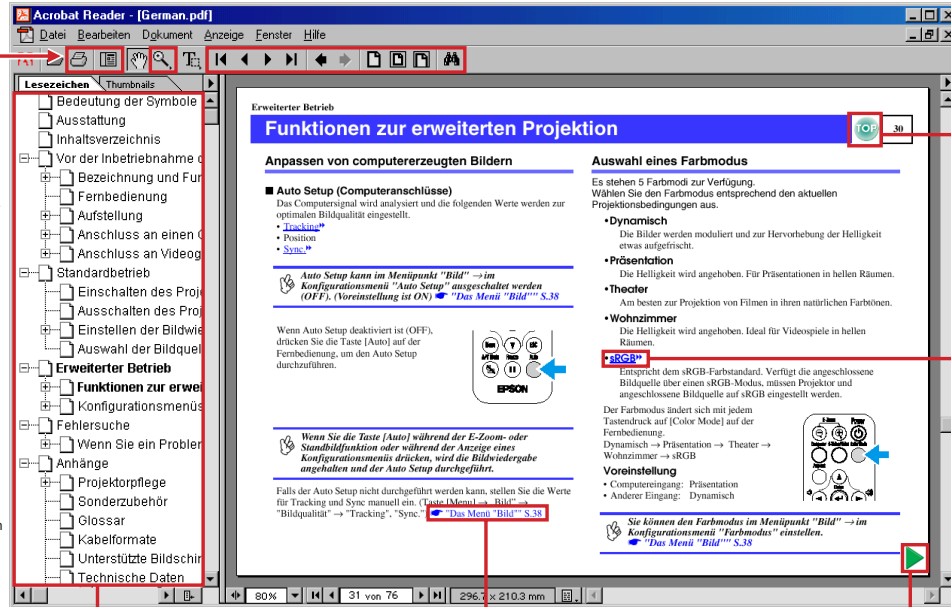 Acrobat Reader - [German.pdf]
Datei Bearbeiten Dokument Anzeige Fenster Hilfe
Lesezeichen Thumbnails
Bedeutung der Symbole
Ausstattung
Inhaltsverzeichnis
Vor der Inbetriebnahme
Bezeichnung und
Fernbedienung
Aufstellung
Anschluss an einen
Anschluss an
Standardbetrieb
Einschalten des
Ausschalten des
Einstellen der
Auswahl der
Erweiterter Betrieb
Funktionen zur
Konfigurationsmenüs
Fehlersuche
Wenn Sie ein
Anhänge
Projektorpflege
Sonderzubehör
Glossar
Kabelformate
Unterstützte
Technische Daten
Erweiterter Betrieb
Funktionen zur erweiterten Projektion
TOP
30
Anpassen von computererzeugten Bildern
■ Auto Setup (Computeranschlüsse)
Das Computersignal wird analysiert und die folgenden Werte werden zur
optimalen Bildqualität eingestellt.
• Tracking
• Position
• Sync.
Auto Setup kann im Menüpunkt "Bild" → im
Konfigurationsmenü "Auto Setup" ausgeschaltet werden
(OFF). (Voreinstellung ist ON) ☛ "Das Menü "Bild"" S.38
Wenn Auto Setup deaktiviert ist (OFF),
drücken Sie die Taste [Auto] auf der
Fernbedienung, um den Auto Setup
durchzuführen.
EPSON
Wenn Sie die Taste [Auto] während der E-Zoom- oder
Standbildfunktion oder während der Anzeige eines
Konfigurationsmenüs drücken, wird die Bildwiedergabe
angehalten und der Auto Setup durchgeführt.
Falls der Auto Setup nicht durchgeführt werden kann, stellen Sie die Werte
für Tracking und Sync manuell ein. (Taste [Menu] → "Bild" →
"Bildqualität" → "Tracking", "Sync.") ☛ "Das Menü "Bild"" S.38
Auswahl eines Farbmodus
Es stehen 5 Farbmodi zur Verfügung.
Wählen Sie den Farbmodus entsprechend den aktuellen
Projektionsbedingungen aus.
•Dynamisch
Die Bilder werden moduliert und zur Hervorhebung der Helligkeit
etwas aufgefrischt.
•Präsentation
Die Helligkeit wird angehoben. Für Präsentationen in hellen Räumen.
•Theater
Am besten zur Projektion von Filmen in ihren natürlichen Farbtönen.
•Wohnzimmer
Die Helligkeit wird angehoben. Ideal für Videospiele in hellen
Räumen.
•sRGB
Entspricht dem sRGB-Farbstandard. Verfügt die angeschlossene
Bildquelle über einen sRGB-Modus, müssen Projektor und
angeschlossene Bildquelle auf sRGB eingestellt werden.
Der Farbmodus ändert sich mit jedem
Tastendruck auf [Color Mode] auf der
Fernbedienung.
Dynamisch → Präsentation → Theater →
Wohnzimmer → sRGB
Voreinstellung
• Computereingang: Präsentation
• Anderer Eingang: Dynamisch
Sie können den Farbmodus im Menüpunkt "Bild" → im
Konfigurationsmenü "Farbmodus" einstellen.
☛ "Das Menü "Bild"" S.38
80% 31 von 76 296.7 x 210.3 mm